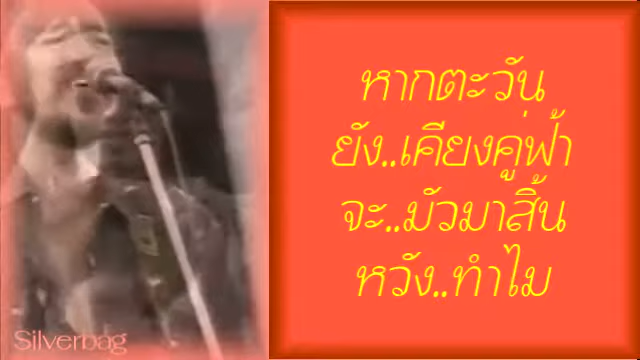 หากตะวัน
ยัง..เคียงคู่ฟ้า
จะ..มัวมาสิ้น
หวัง..ทำไม
Silverbag